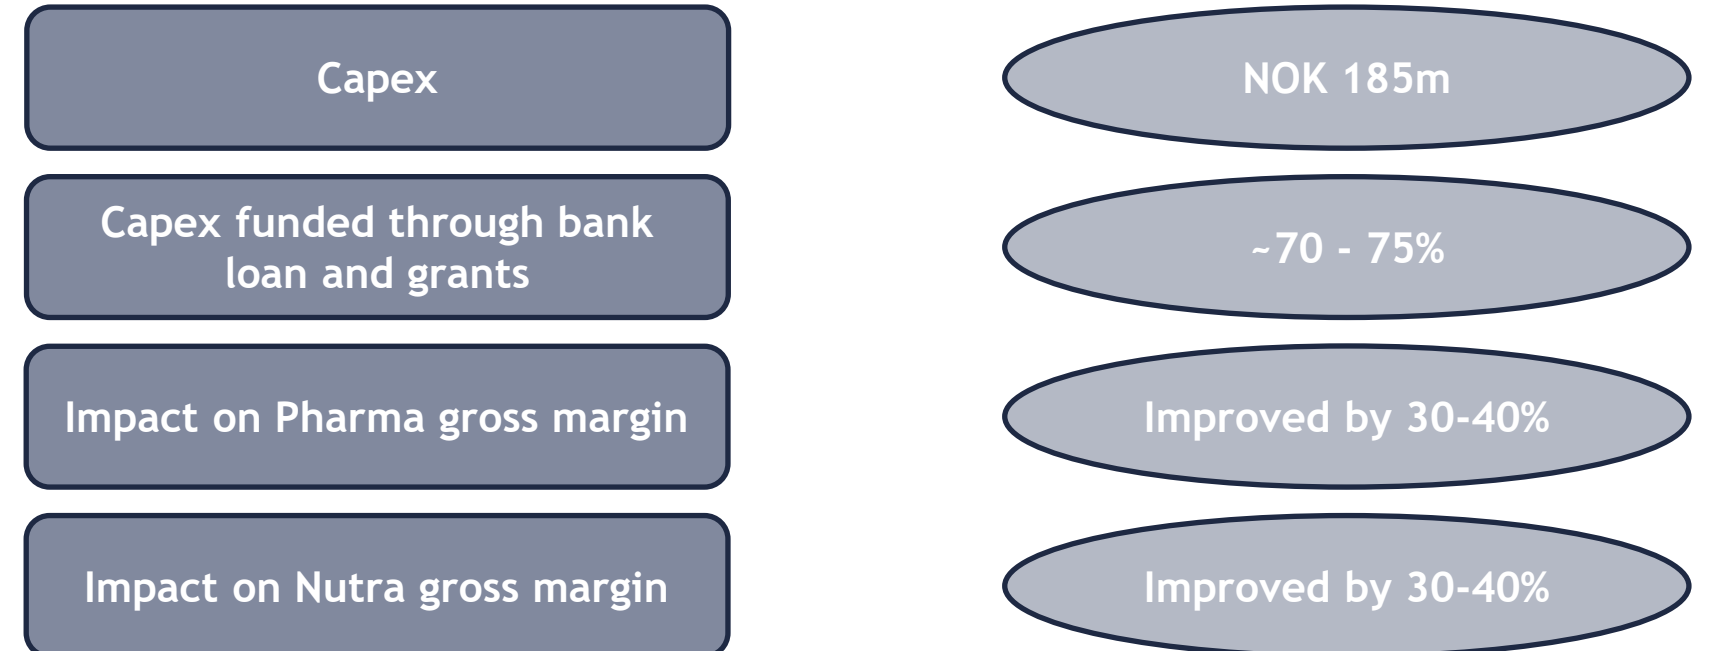 Capex
NOK 185m
Capex funded through bank
loan and grants
~70 - 75%
Impact on Pharma gross margin
Improved by 30-40%
Impact on Nutra gross margin
Improved by 30-40%